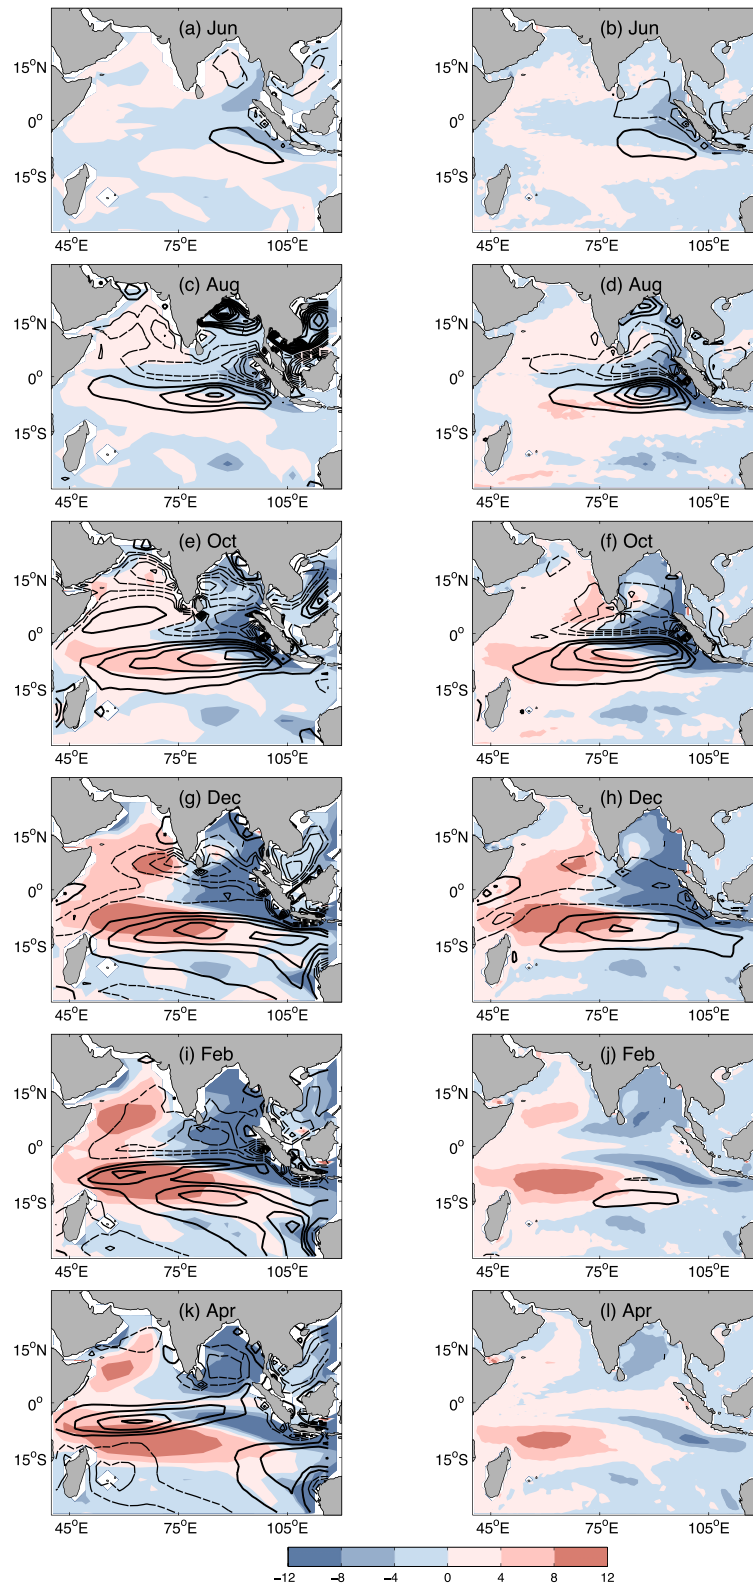 (a) Jun
(b) Jun
15°N
15°N
0°
0°
15°S
15°S
45°E 75°E 105°E
45°E 75°E 105°E
(c) Aug
(d) Aug
15°N
15°N
0°
0°
15°S
15°S
45°E 75°E 105°E
45°E 75°E 105°E
(e) Oct
(f) Oct
15°N
15°N
0°
0°
15°S
15°S
45°E 75°E 105°E
45°E 75°E 105°E
(g) Dec
(h) Dec
15°N
15°N
0°
0°
15°S
15°S
45°E 75°E 105°E
45°E 75°E 105°E
(i) Feb
(j) Feb
15°N
15°N
0°
0°
15°S
15°S
45°E 75°E 105°E
45°E 75°E 105°E
(k) Apr
(l) Apr
15°N
15°N
0°
0°
15°S
15°S
45°E 75°E 105°E
45°E 75°E 105°E
−12 −8 −4 0 4 8 12